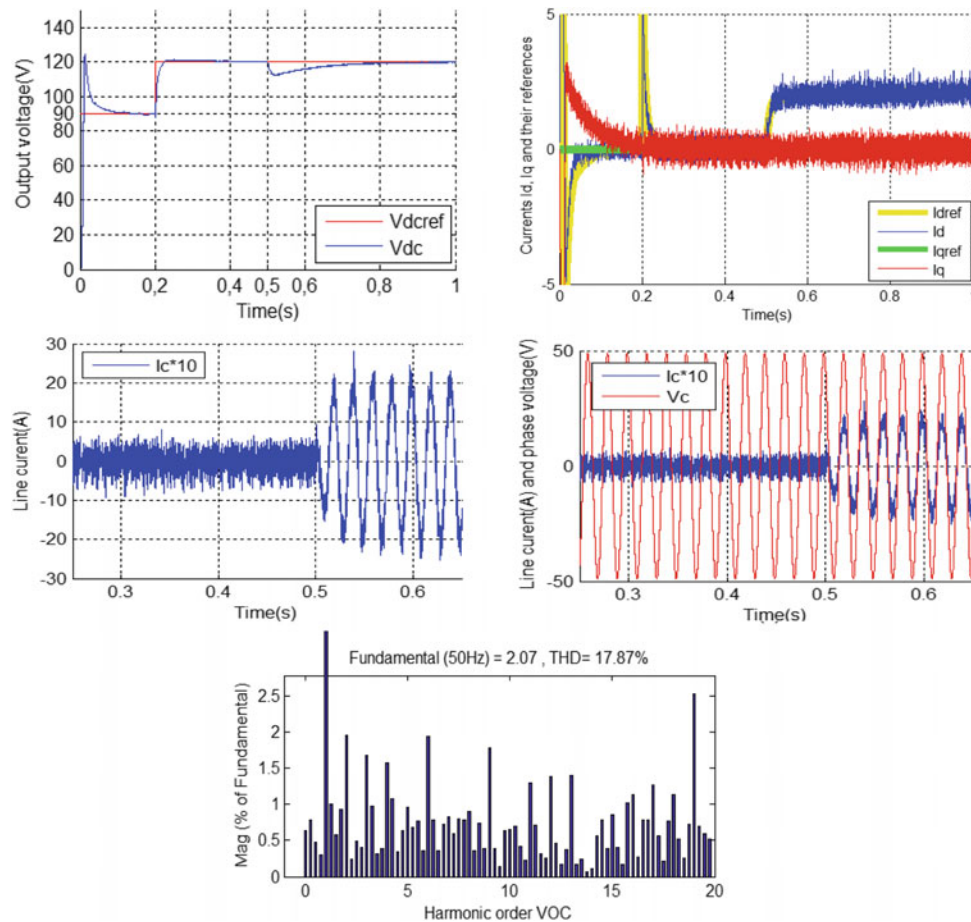 Output voltage(V)
140
120
100
90
80
60
40
20
0
0 0,2 0,4 0,5 0,6 0,8 1
Time(s)
Vdcref
Vdc
Currents Id, Iq and their references
5
0
-5
0 0.2 0.4 0.6 0.8
Time(s)
Idref
Id
Iqref
Iq
Line curent(A)
30
20
10
0
-10
-20
-30
0.3 0.4 0.5 0.6
Time(s)
Ic*10
Line curent(A) and phase voltage(V)
50
0
-50
0.3 0.4 0.5 0.6
Time(s)
Ic*10
Vc
Fundamental (50Hz) = 2.07 , THD= 17.87%
Mag (% of Fundamental)
2.5
2
1.5
1
0.5
0
0 5 10 15 20
Harmonic order VOC